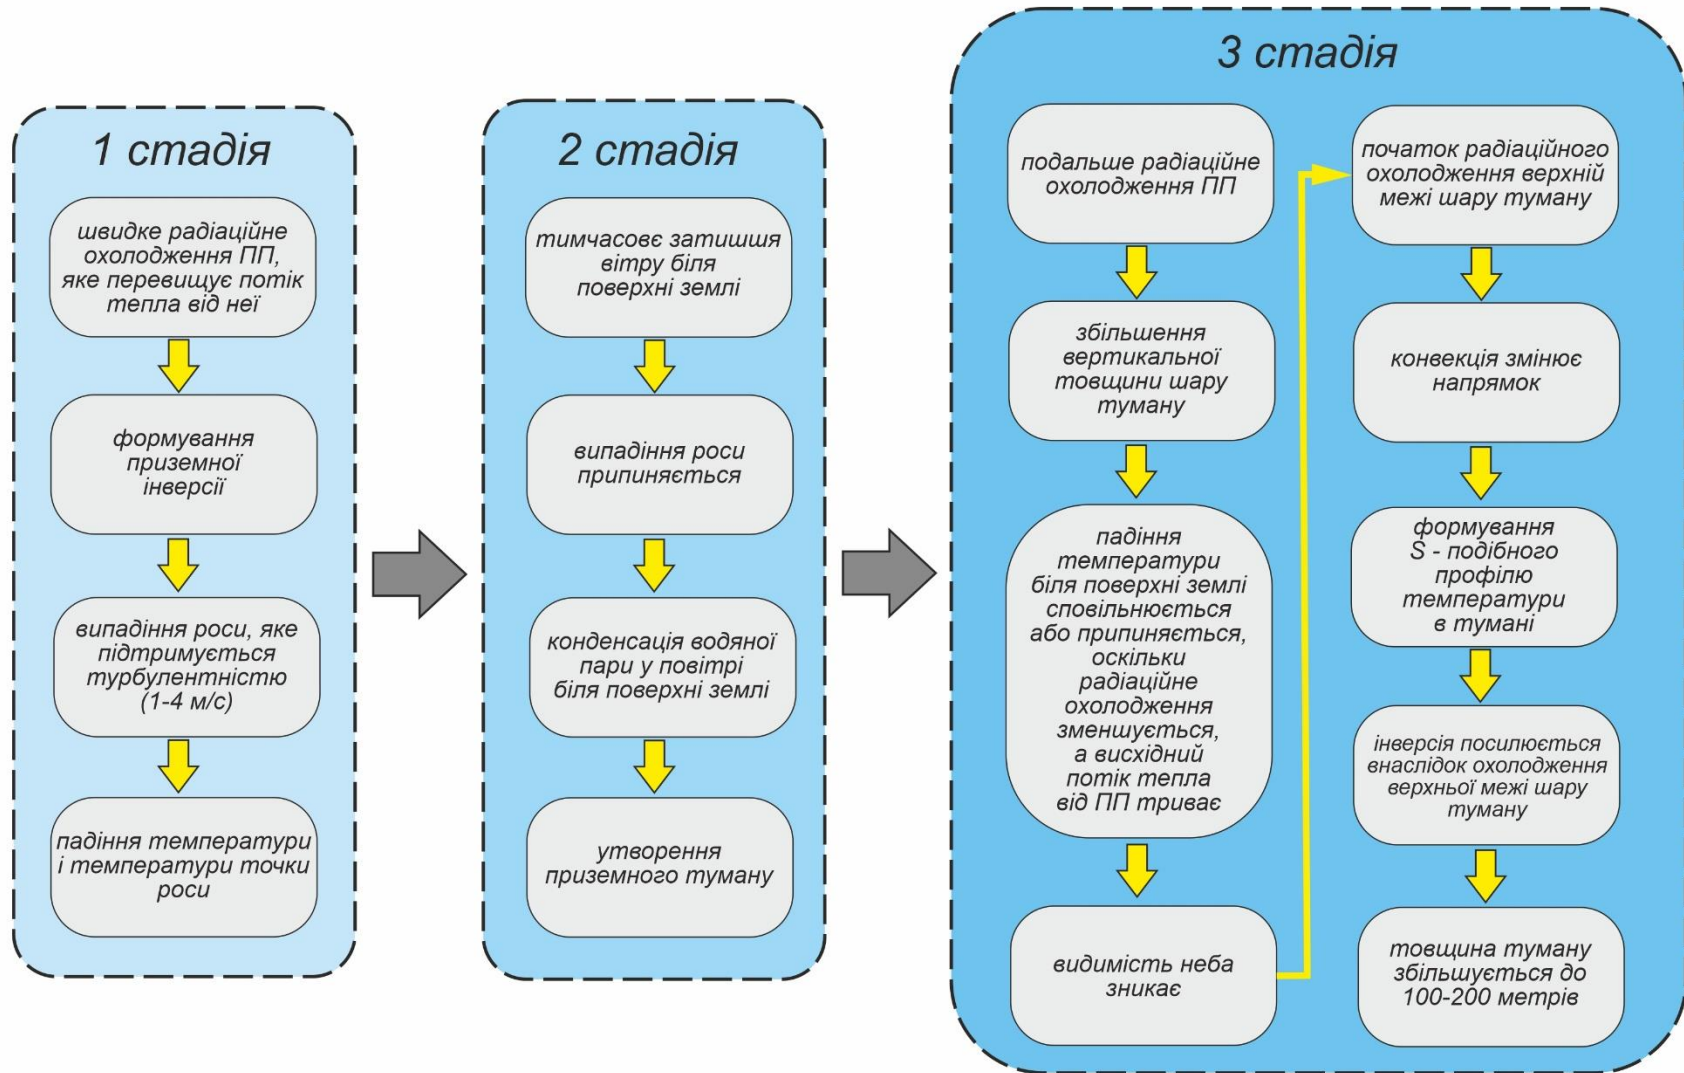 1 стадія
швидке радіаційне
охолодження ПП,
яке перевищує потік
тепла від неї
формування
приземної
інверсії
випадіння роси, яке
підтримується
турбулентністю
(1-4 м/с)
падіння температури
і температури точки
роси
2 стадія
тимчасовє затишшя
вітру біля
поверхні землі
випадіння роси
припиняється
конденсація водяної
пари у повітрі
біля поверхні землі
утворення
приземного туману
3 стадія
подальше радіаційне
охолодження ПП
збільшення
вертикальної
товщини шару
туману
падіння
температури
біля поверхні землі
сповільнюється
або припиняється,
оскільки
радіаційне
охолодження
зменшується,
а висхідний
потік тепла
від ПП триває
видимість неба
зникає
початок радіаційного
охолодження верхній
межі шару туману
конвекція змінює
напрямок
формування
S - подібного
профілю
температури
в тумані
інверсія посилюється
внаслідок охолодження
верхньої межі шару
туману
товщина туману
збільшується до
100-200 метрів